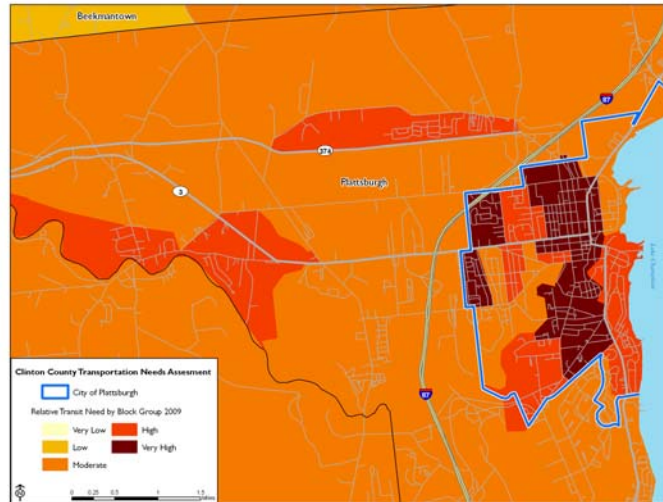 Beekmantown
87
374
Plattsburgh
3
Lake Champlain
87
Clinton County Transportation Needs Assesment
City of Plattsburgh
Relative Transit Need by Block Group 2009
Very Low
High
Low
Very High
Moderate
0 0.25 0.5 1 1.5
Miles